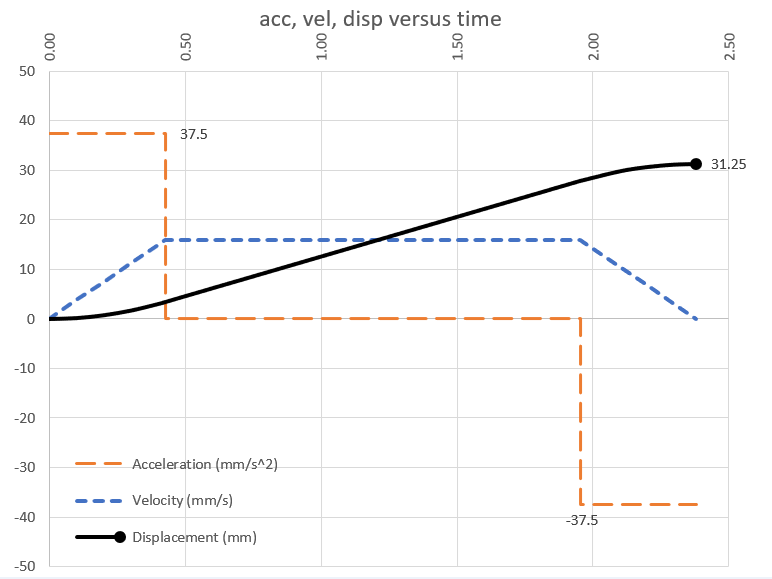 acc, vel, disp versus time
0.00 0.50 1.00 1.50 2.00 2.50
50
40
37.5
30
31.25
20
10
0
-10
-20
-30
Acceleration (mm/s^2)
Velocity (mm/s)
-40
-37.5
Displacement (mm)
-50